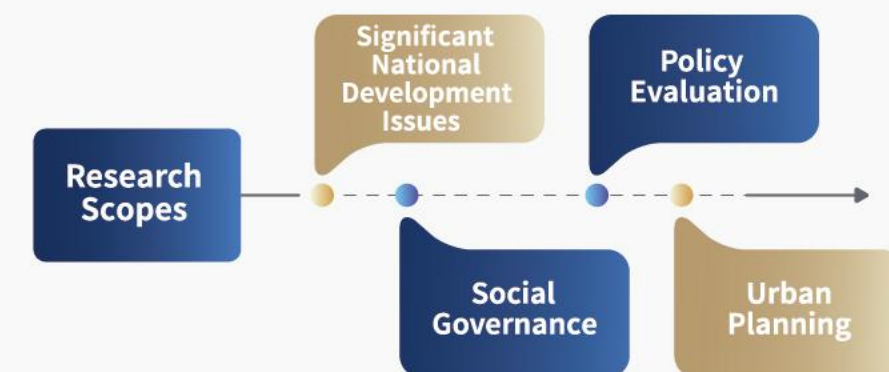 Research
Scopes
Significant
National
Development
Issues
Social
Governance
Policy
Evaluation
Urban
Planning